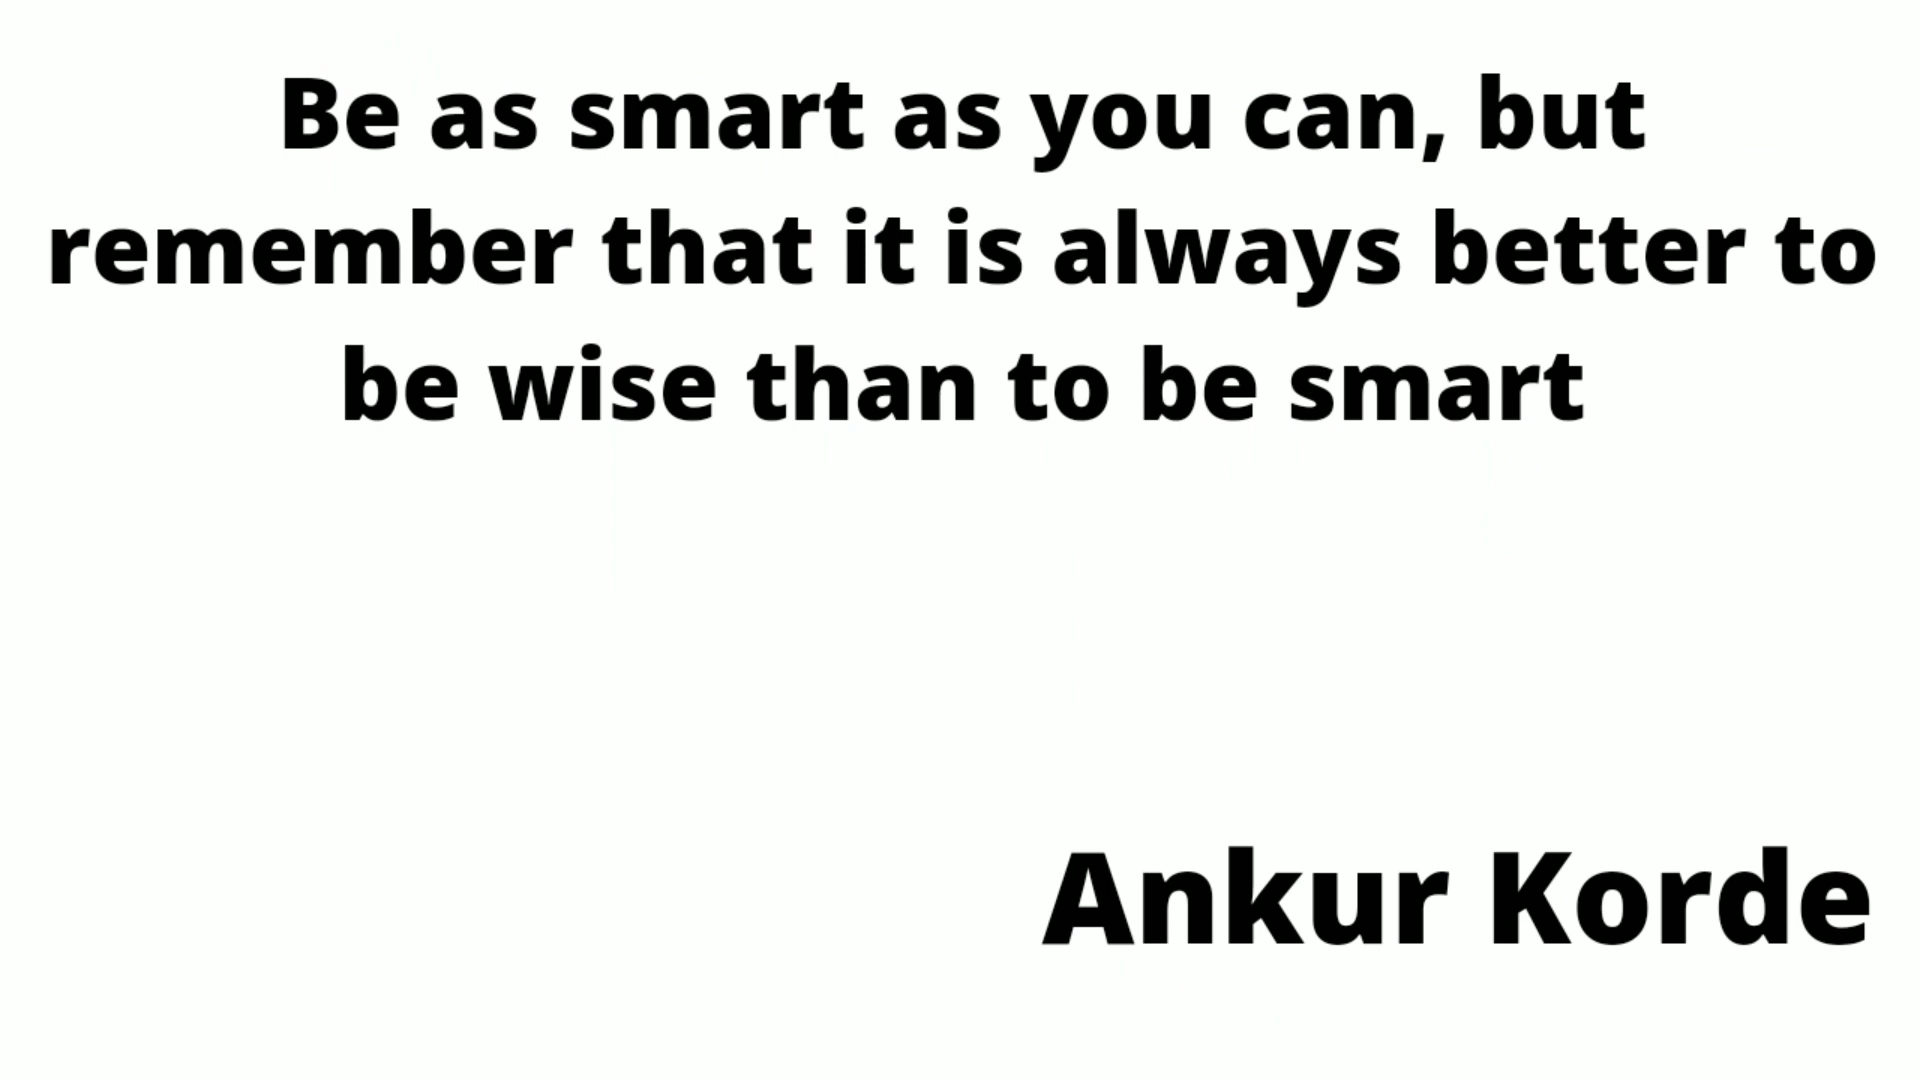 Be as smart as you can, but
remember that it is always better to
be wise than to be smart
Ankur Korde